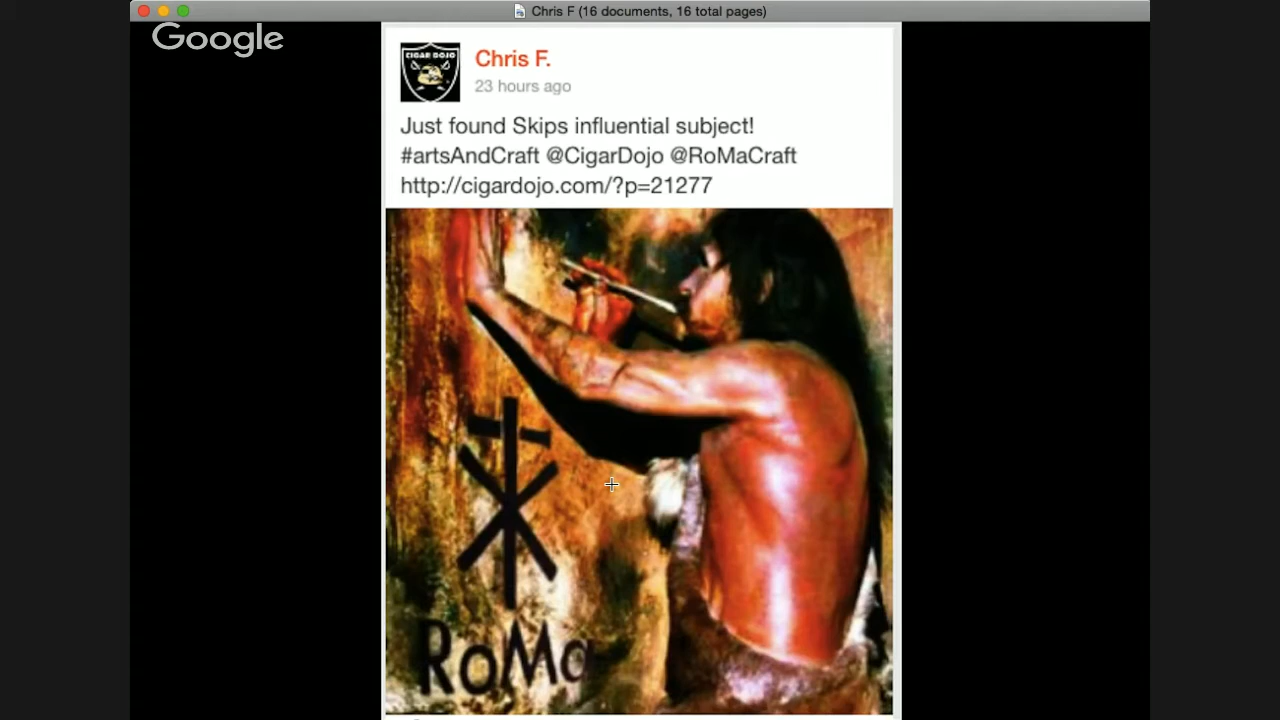 Chris F (16 documents, 16 total pages)
Google
CIGAR DOJO
Chris F.
23 hours ago
Just found Skips influential subject!
#artsAndCraft @CigarDojo @RoMaCraft
http://cigardojo.com/?p=21277
RoMa